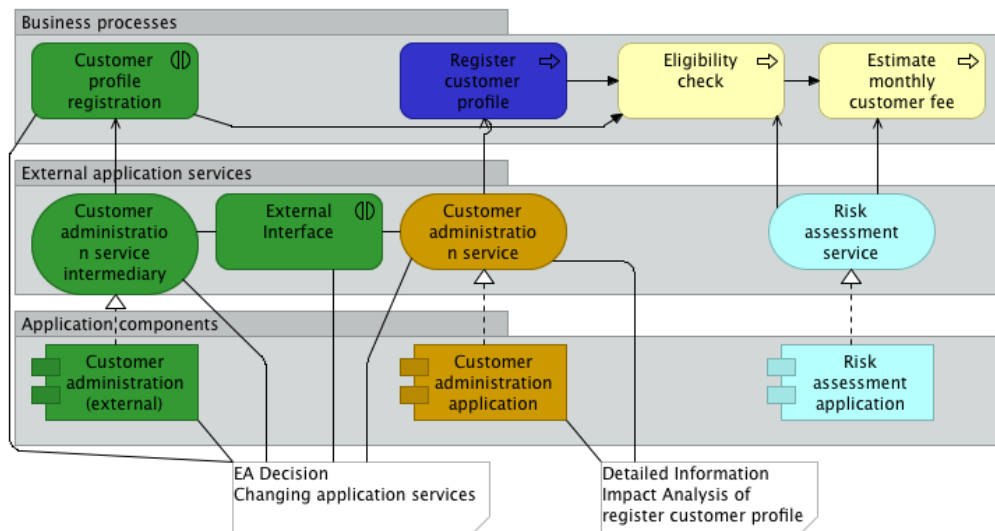 Business processes
Customer
profile
registration
Register
customer
profile
Eligibility
check
Estimate
monthly
customer fee
External application services
Customer
administratio
n service
intermediary
External
Interface
Customer
administratio
n service
Risk
assessment
service
Application components
Customer
administration
(external)
Customer
administration
application
Risk
assessment
application
EA Decision
Changing application services
Detailed Information
Impact Analysis of
register customer profile